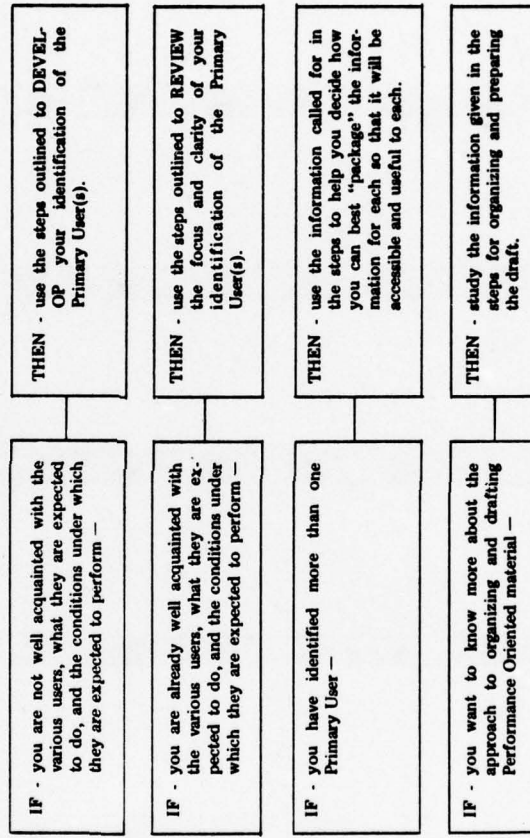 IF - you are not well acquainted with the
various users, what they are expected
to do, and the conditions under which
they are expected to perform —
THEN - use the steps outlined to DEVEL-
OP your identification of the
Primary User(s).
IF - you are already well acquainted with
the various users, what they are ex-
pected to do, and the conditions under
which they are expected to perform —
THEN - use the steps outlined to REVIEW
the focus and clarity of your
identification of the Primary
User(s).
IF - you have identified more than one
Primary User —
THEN - use the information called for in
the steps to help you decide how
you can best "package" the infor-
mation for each so that it will be
accessible and useful to each.
IF - you want to know more about the
approach to organizing and drafting
Performance Oriented material —
THEN - study the information given in the
steps for organizing and preparing
the draft.